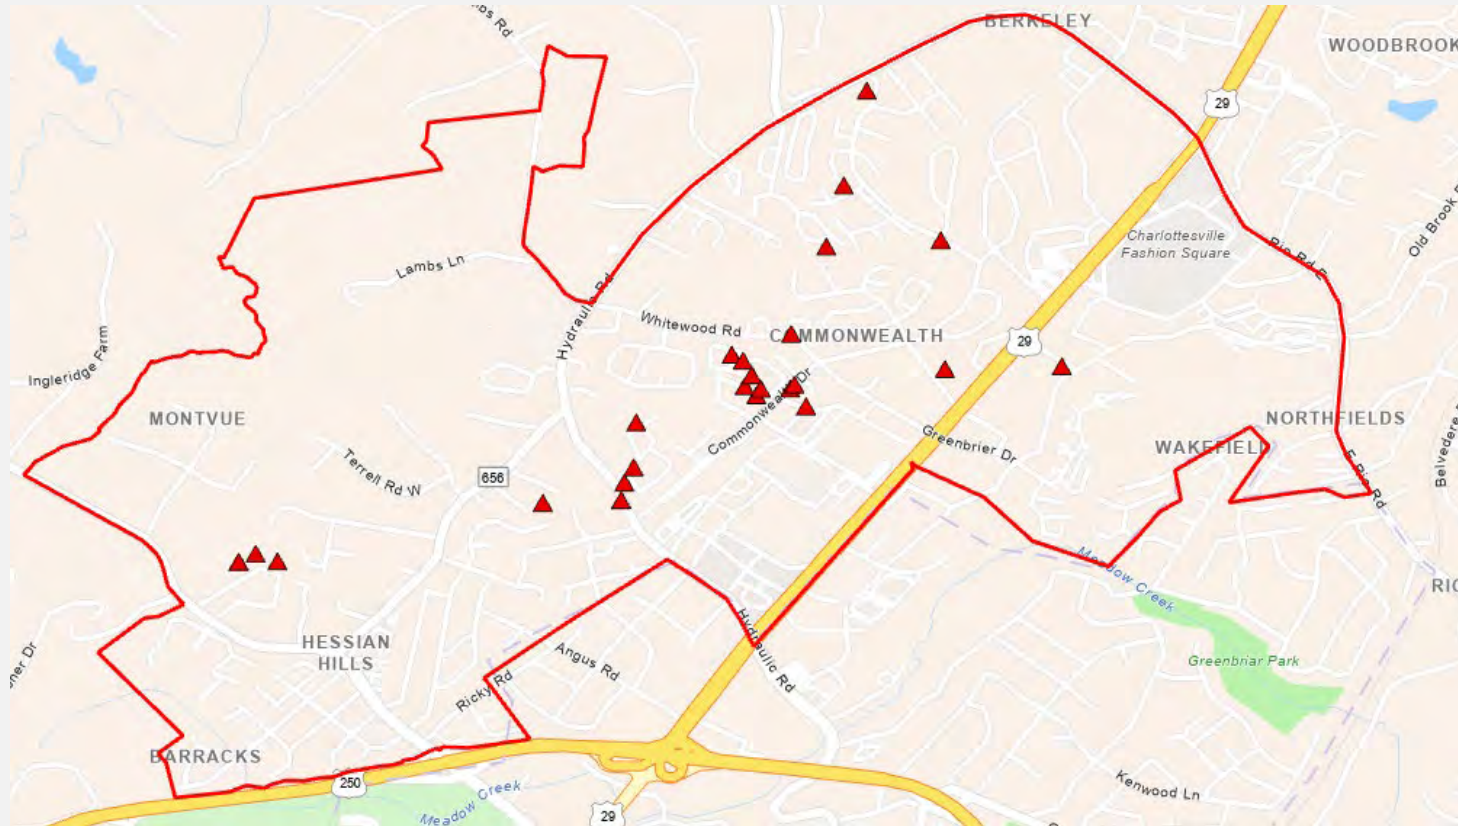 BERKELEY
WOODBROOK
29
Charlottesville
Fashion Square
Rio Rd E
Old Brook
Lambs Ln
Hydraulic Rd
Whitewood Rd
COMMONWEALTH
29
Ingleridge Farm
MONTVUE
Commonwealth Dr
Greenbrier Dr
NORTHFIELDS
WAKEFIELD
Terrell Rd W
656
E Rio Rd
Belvedere
Meadow Creek
HESSIAN
HILLS
Angus Rd
Ricky Rd
Hydraulic Rd
Greenbriar Park
BARRACKS
250
Meadow Creek
29
Kenwood Ln